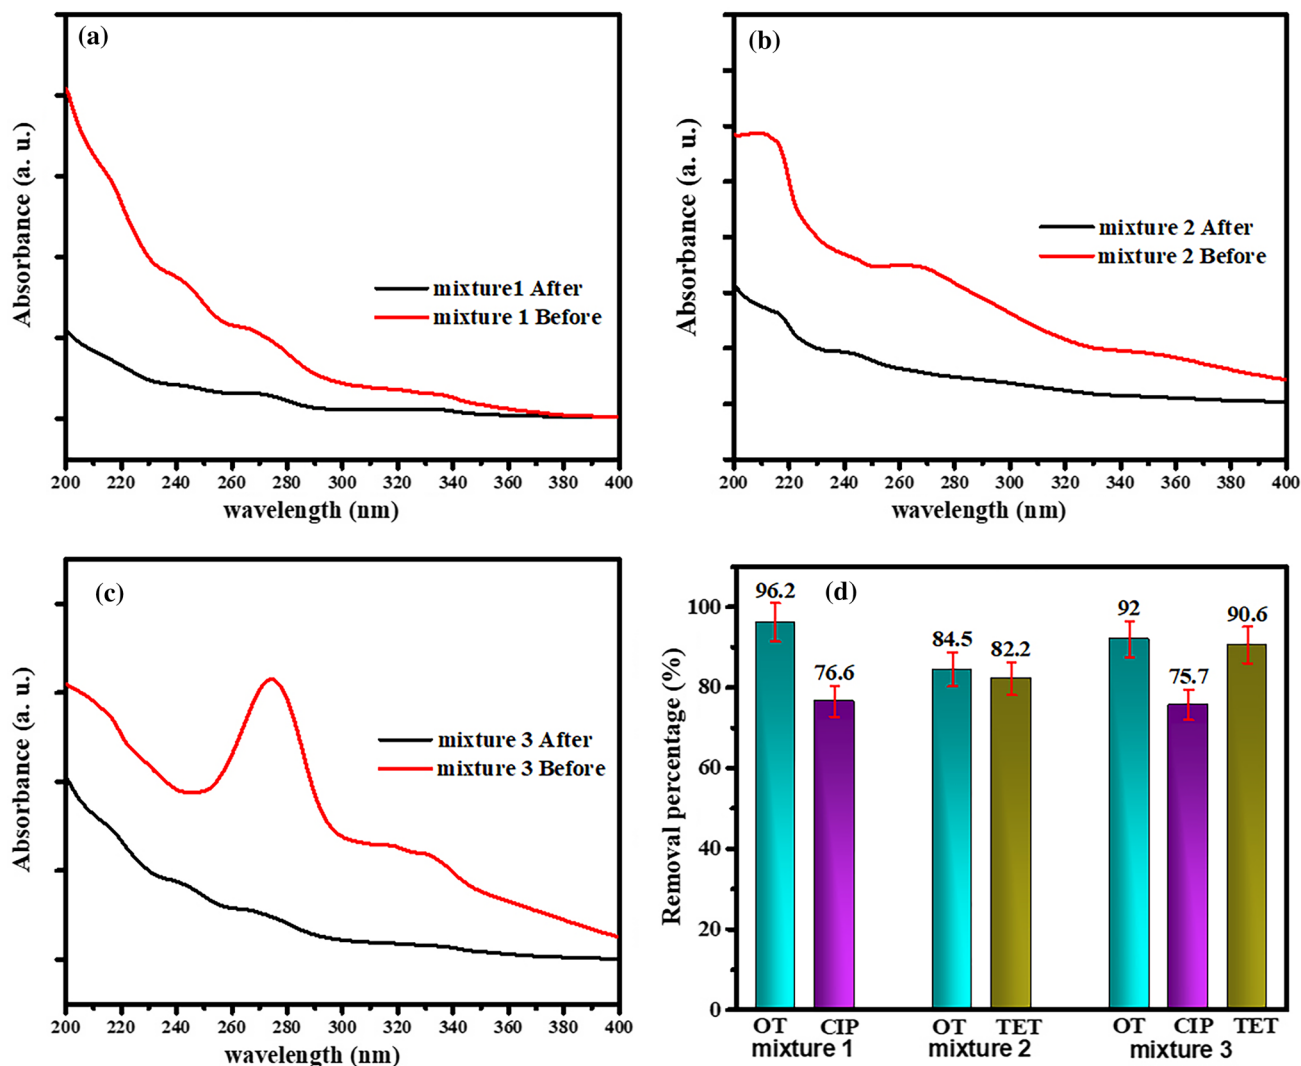 (a)
Absorbance (a. u.)
mixture1 After
mixture 1 Before
200 220 240 260 280 300 320 340 360 380 400
wavelength (nm)
(b)
Absorbance (a. u.)
mixture 2 After
mixture 2 Before
200 220 240 260 280 300 320 340 360 380 400
wavelength (nm)
(c)
Absorbance (a. u.)
mixture 3 After
mixture 3 Before
200 220 240 260 280 300 320 340 360 380 400
wavelength (nm)
(d)
Removal percentage (%)
100
80
60
40
20
0
96.2
76.6
84.5
82.2
92
75.7
90.6
OT CIP OT TET OT CIP TET
mixture 1 mixture 2 mixture 3